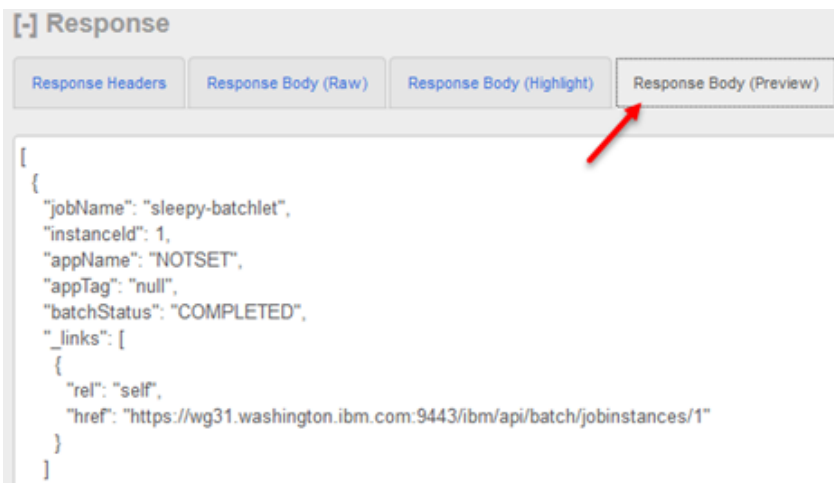 [-] Response
Response Headers Response Body (Raw) Response Body (Highlight) Response Body (Preview)
[
{
"jobName": "sleepy-batchlet",
"instanceId": 1,
"appName": "NOTSET",
"appTag": "null",
"batchStatus": "COMPLETED",
"_links": [
{
"rel": "self",
"href": "https://wg31.washington.ibm.com:9443/ibm/api/batch/jobinstances/1"
}
]